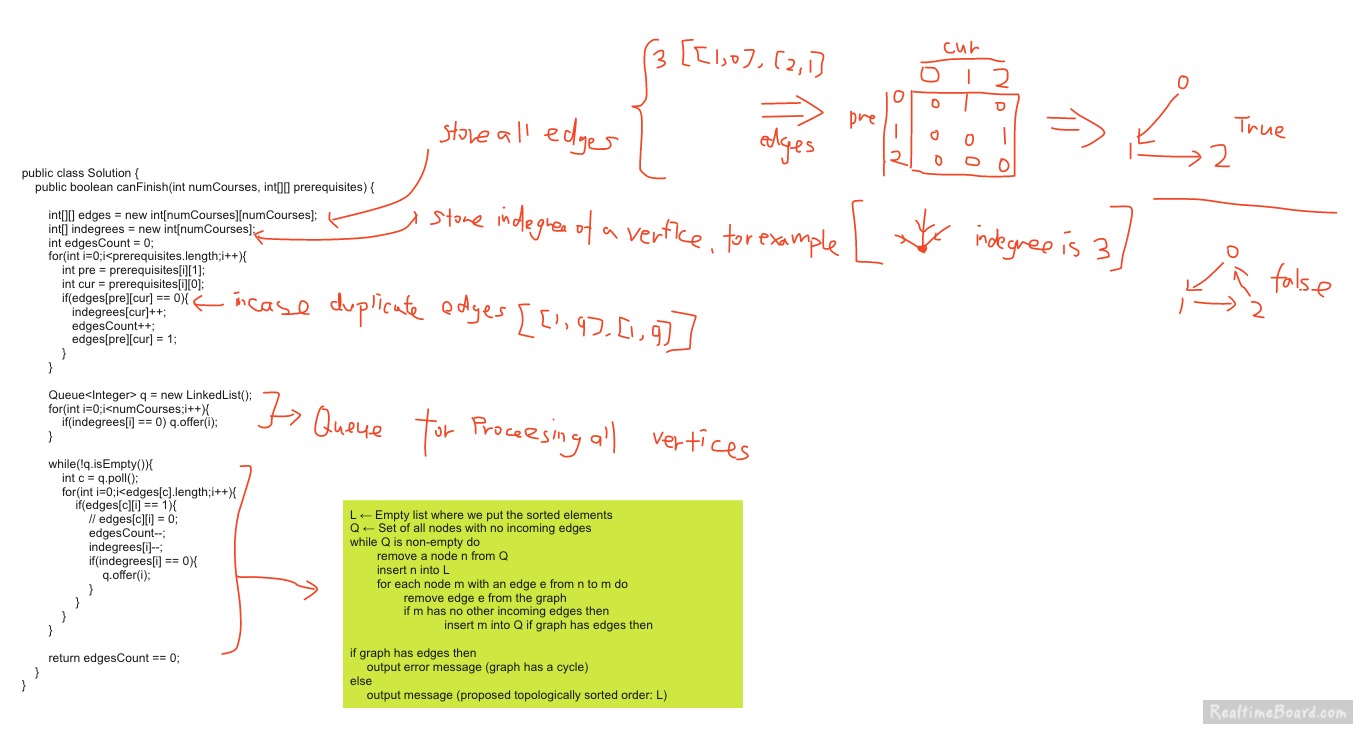 cur
3 [[1,0], [2,1]
0 1 2
0
0 1 0
0
pre
1
0 0 1
1
2
True
2
0 0 0
edges
store all edges
public class Solution {
public boolean canFinish(int numCourses, int[][] prerequisites) {
int[][] edges = new int[numCourses][numCourses];
int[] indegrees = new int[numCourses];
store indegree of a vertice, for example [ indegree is 3 ]
0
false
1
2
int edgesCount = 0;
for(int i=0;i<prerequisites.length;i++){
int pre = prerequisites[i][1];
int cur = prerequisites[i][0];
if(edges[pre][cur] == 0){
incase duplicate edges [[1,9],[1,9]]
indegrees[cur]++;
edgesCount++;
edges[pre][cur] = 1;
}
}
Queue<Integer> q = new LinkedList();
for(int i=0;i<numCourses;i++){
if(indegrees[i] == 0) q.offer(i);
}
Queue for Processing all vertices
while(!q.isEmpty()){
int c = q.poll();
for(int i=0;i<edges[c].length;i++){
if(edges[c][i] == 1){
// edges[c][i] = 0;
edgesCount--;
indegrees[i]--;
if(indegrees[i] == 0){
q.offer(i);
}
}
}
}
return edgesCount == 0;
}
}
L ← Empty list where we put the sorted elements
Q ← Set of all nodes with no incoming edges
while Q is non-empty do
remove a node n from Q
insert n into L
for each node m with an edge e from n to m do
remove edge e from the graph
if m has no other incoming edges then
insert m into Q if graph has edges then
if graph has edges then
output error message (graph has a cycle)
else
output message (proposed topologically sorted order: L)
RealtimeBoard.com